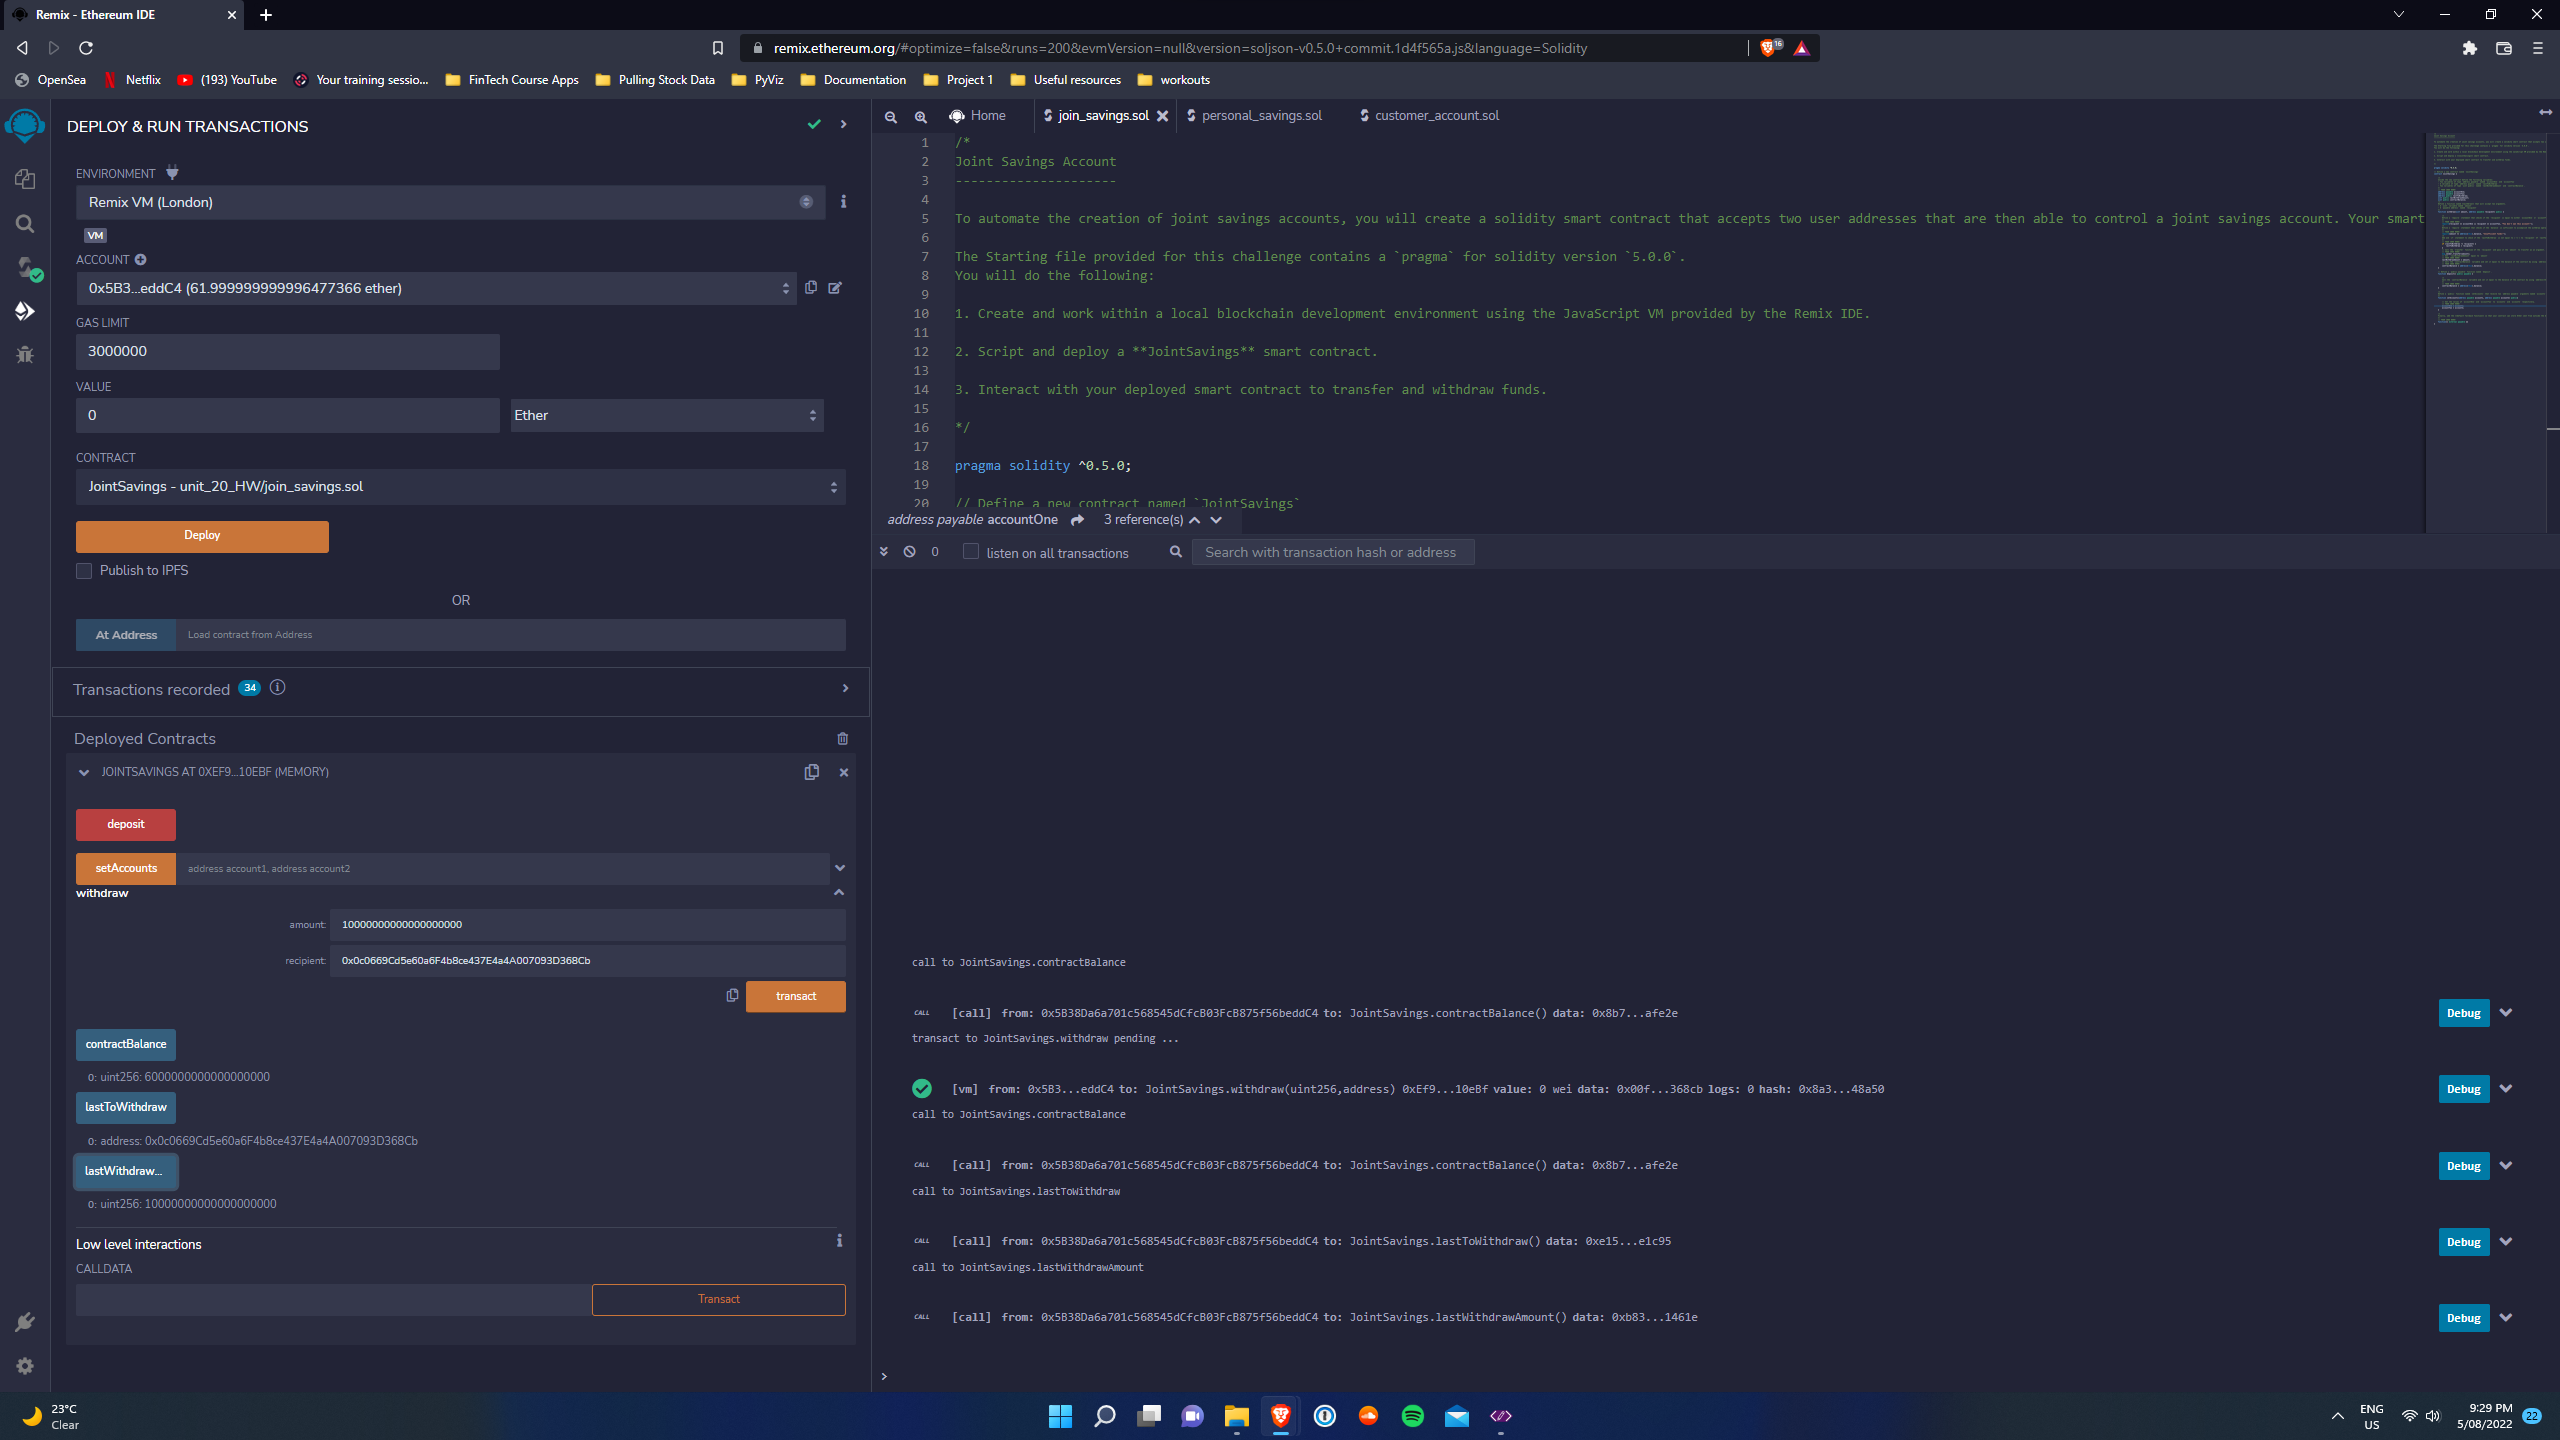 Remix - Ethereum IDE
remix.ethereum.org/#optimize=false&runs=200&evmVersion=null&version=soljson-v0.5.0+commit.1d4f565a.js&language=Solidity
16
OpenSea
Netflix
(193) YouTube
Your training sessio...
FinTech Course Apps
Pulling Stock Data
PyViz
Documentation
Project 1
Useful resources
workouts
DEPLOY & RUN TRANSACTIONS
ENVIRONMENT
Remix VM (London)
VM
ACCOUNT
0x5B3...eddC4 (61.999999999996477366 ether)
GAS LIMIT
3000000
VALUE
0
Ether
CONTRACT
JointSavings - unit_20_HW/join_savings.sol
Deploy
Publish to IPFS
OR
At Address
Load contract from Address
Transactions recorded 34
Deployed Contracts
JOINTSAVINGS AT 0XEF9...10EBF (MEMORY)
deposit
setAccounts
address account1, address account2
withdraw
amount:
10000000000000000000
recipient:
0x0c0669Cd5e60a6F4b8ce437E4a4A007093D368Cb
transact
contractBalance
0: uint256: 6000000000000000000
lastToWithdraw
0: address: 0x0c0669Cd5e60a6F4b8ce437E4a4A007093D368Cb
lastWithdraw...
0: uint256: 10000000000000000000
Low level interactions
CALLDATA
Transact
Home
join_savings.sol
personal_savings.sol
customer_account.sol
1 /*
2 Joint Savings Account
3 ---------------------
4
5 To automate the creation of joint savings accounts, you will create a solidity smart contract that accepts two user addresses that are then able to control a joint savings account. Your smart
6
7 The Starting file provided for this challenge contains a `pragma` for solidity version `5.0.0`.
8 You will do the following:
9
10 1. Create and work within a local blockchain development environment using the JavaScript VM provided by the Remix IDE.
11
12 2. Script and deploy a **JointSavings** smart contract.
13
14 3. Interact with your deployed smart contract to transfer and withdraw funds.
15
16 */
17
18 pragma solidity ^0.5.0;
19
20 // Define a new contract named `JointSavings`
address payable accountOne 3 reference(s)
0
listen on all transactions
Search with transaction hash or address
call to JointSavings.contractBalance
CALL [call] from: 0x5B38Da6a701c568545dCfcB03FcB875f56beddC4 to: JointSavings.contractBalance() data: 0x8b7...afe2e
Debug
transact to JointSavings.withdraw pending ...
[vm] from: 0x5B3...eddC4 to: JointSavings.withdraw(uint256,address) 0xEf9...10eBf value: 0 wei data: 0x00f...368cb logs: 0 hash: 0x8a3...48a50
Debug
call to JointSavings.contractBalance
CALL [call] from: 0x5B38Da6a701c568545dCfcB03FcB875f56beddC4 to: JointSavings.contractBalance() data: 0x8b7...afe2e
Debug
call to JointSavings.lastToWithdraw
CALL [call] from: 0x5B38Da6a701c568545dCfcB03FcB875f56beddC4 to: JointSavings.lastToWithdraw() data: 0xe15...e1c95
Debug
call to JointSavings.lastWithdrawAmount
CALL [call] from: 0x5B38Da6a701c568545dCfcB03FcB875f56beddC4 to: JointSavings.lastWithdrawAmount() data: 0xb83...1461e
Debug
>
23°C
Clear
ENG
US
9:29 PM
5/08/2022
22